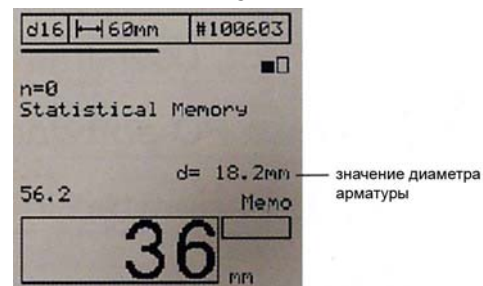 d16 60mm #100603
n=0
Statistical Memory
d= 18.2mm
значение диаметра
арматуры
56.2
Memo
36
mm